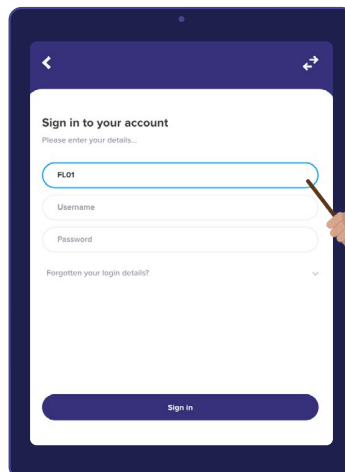 Sign in to your account
Please enter your details...
FL01
Username
Password
Forgotten your login details?
Sign in